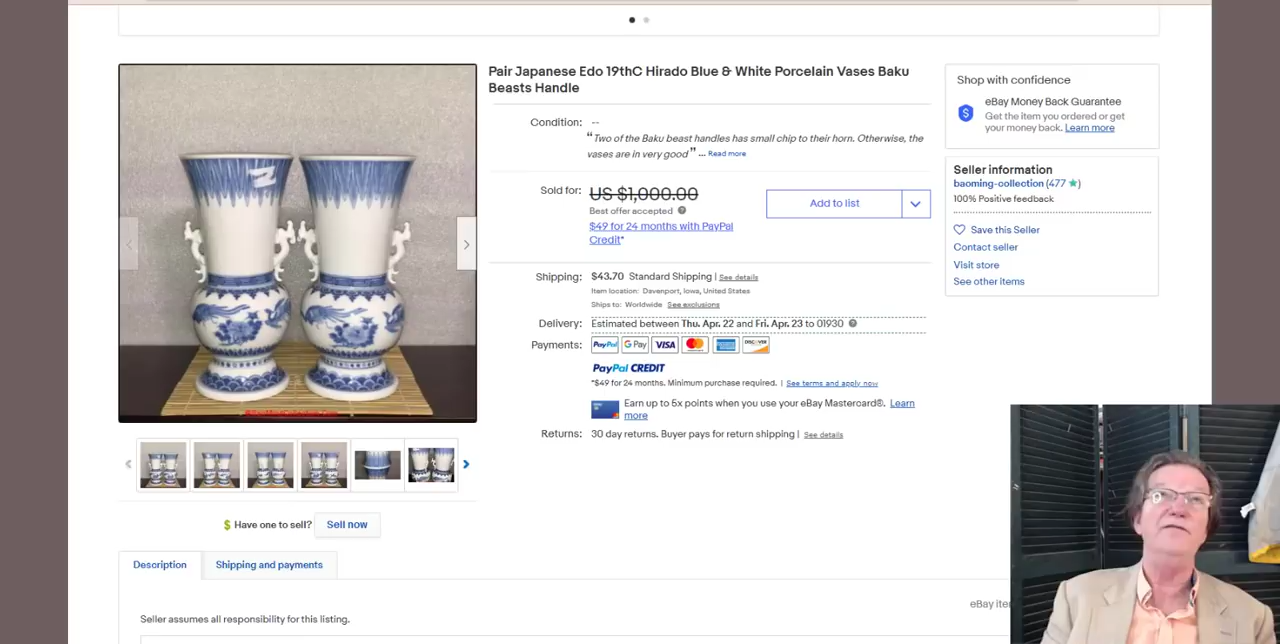 Pair Japanese Edo 19thC Hirado Blue & White Porcelain Vases Baku
Beasts Handle
Condition: --
“Two of the Baku beast handles has small chip to their horn. Otherwise, the
vases are in very good” ... Read more
Sold for: US $1,000.00
Best offer accepted
$49 for 24 months with PayPal
Credit*
Add to list
Shipping: $43.70 Standard Shipping | See details
Item location: Davenport, Iowa, United States
Ships to: Worldwide See exclusions
Delivery: Estimated between Thu. Apr. 22 and Fri. Apr. 23 to 01930
Payments: PayPal G Pay VISA
PayPal CREDIT
*$49 for 24 months. Minimum purchase required. | See terms and apply now
Earn up to 5x points when you use your eBay Mastercard®. Learn
more
Returns: 30 day returns. Buyer pays for return shipping | See details
Shop with confidence
eBay Money Back Guarantee
Get the item you ordered or get
your money back. Learn more
Seller information
baoming-collection (477)
100% Positive feedback
Save this Seller
Contact seller
Visit store
See other items
Have one to sell? Sell now
Description
Shipping and payments
eBay
Seller assumes all responsibility for this listing.